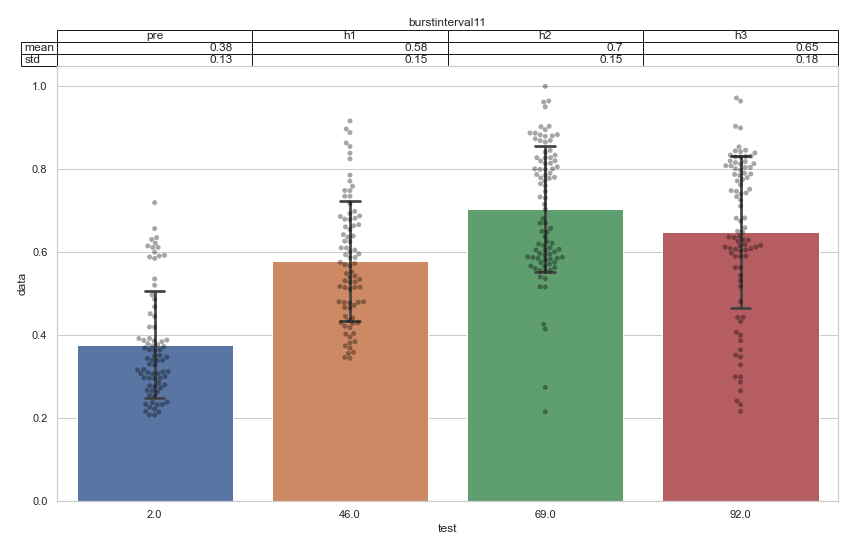 burstinterval11
pre h1 h2 h3
mean 0.38 0.58 0.7 0.65
std 0.13 0.15 0.15 0.18
1.0
0.8
0.6
data
0.4
0.2
0.0
2.0 46.0 69.0 92.0
test